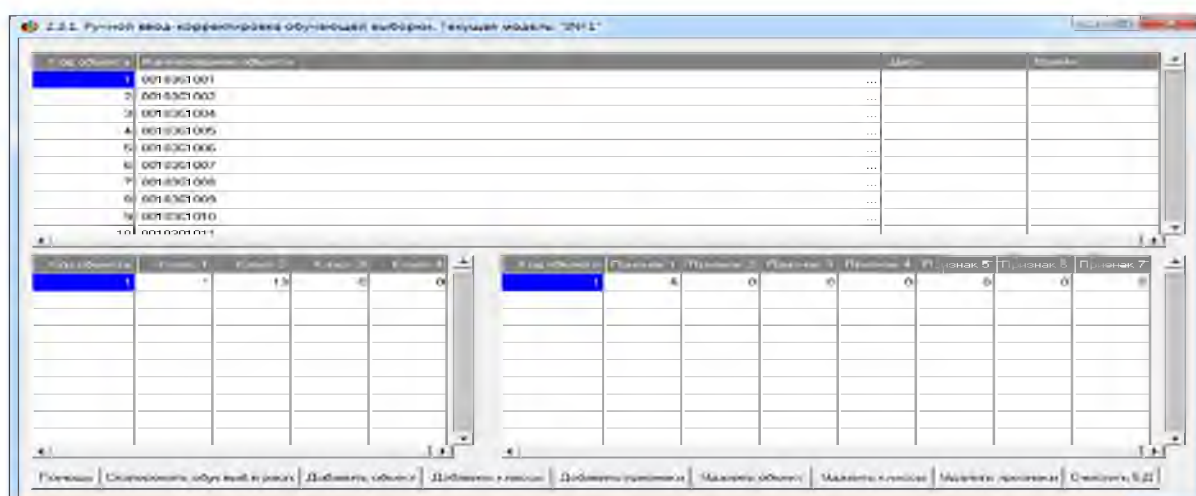 2.3.1. Ручной ввод-корректировка обучающей выборки. Текущая модель: "INF1"
Код объекта Наименование объекта Дата Время
1 0010301001 ...
2 0010301002 ...
3 0010301004 ...
4 0010301005 ...
5 0010301006 ...
6 0010301007 ...
7 0010301008 ...
8 0010301009 ...
9 0010301010 ...
10 0010301011
Код объекта Класс 1 Класс 2 Класс 3 Класс 4
1 1 13 0 0
Код объекта Признак 1 Признак 2 Признак 3 Признак 4 Признак 5 Признак 6 Признак 7
1 0 0 0 0 0 0
Помощь Скопировать обуч.выб.в расп. Добавить объект Добавить классы Добавить признаки Удалить объект Удалить классы Удалить признаки Очистить БД